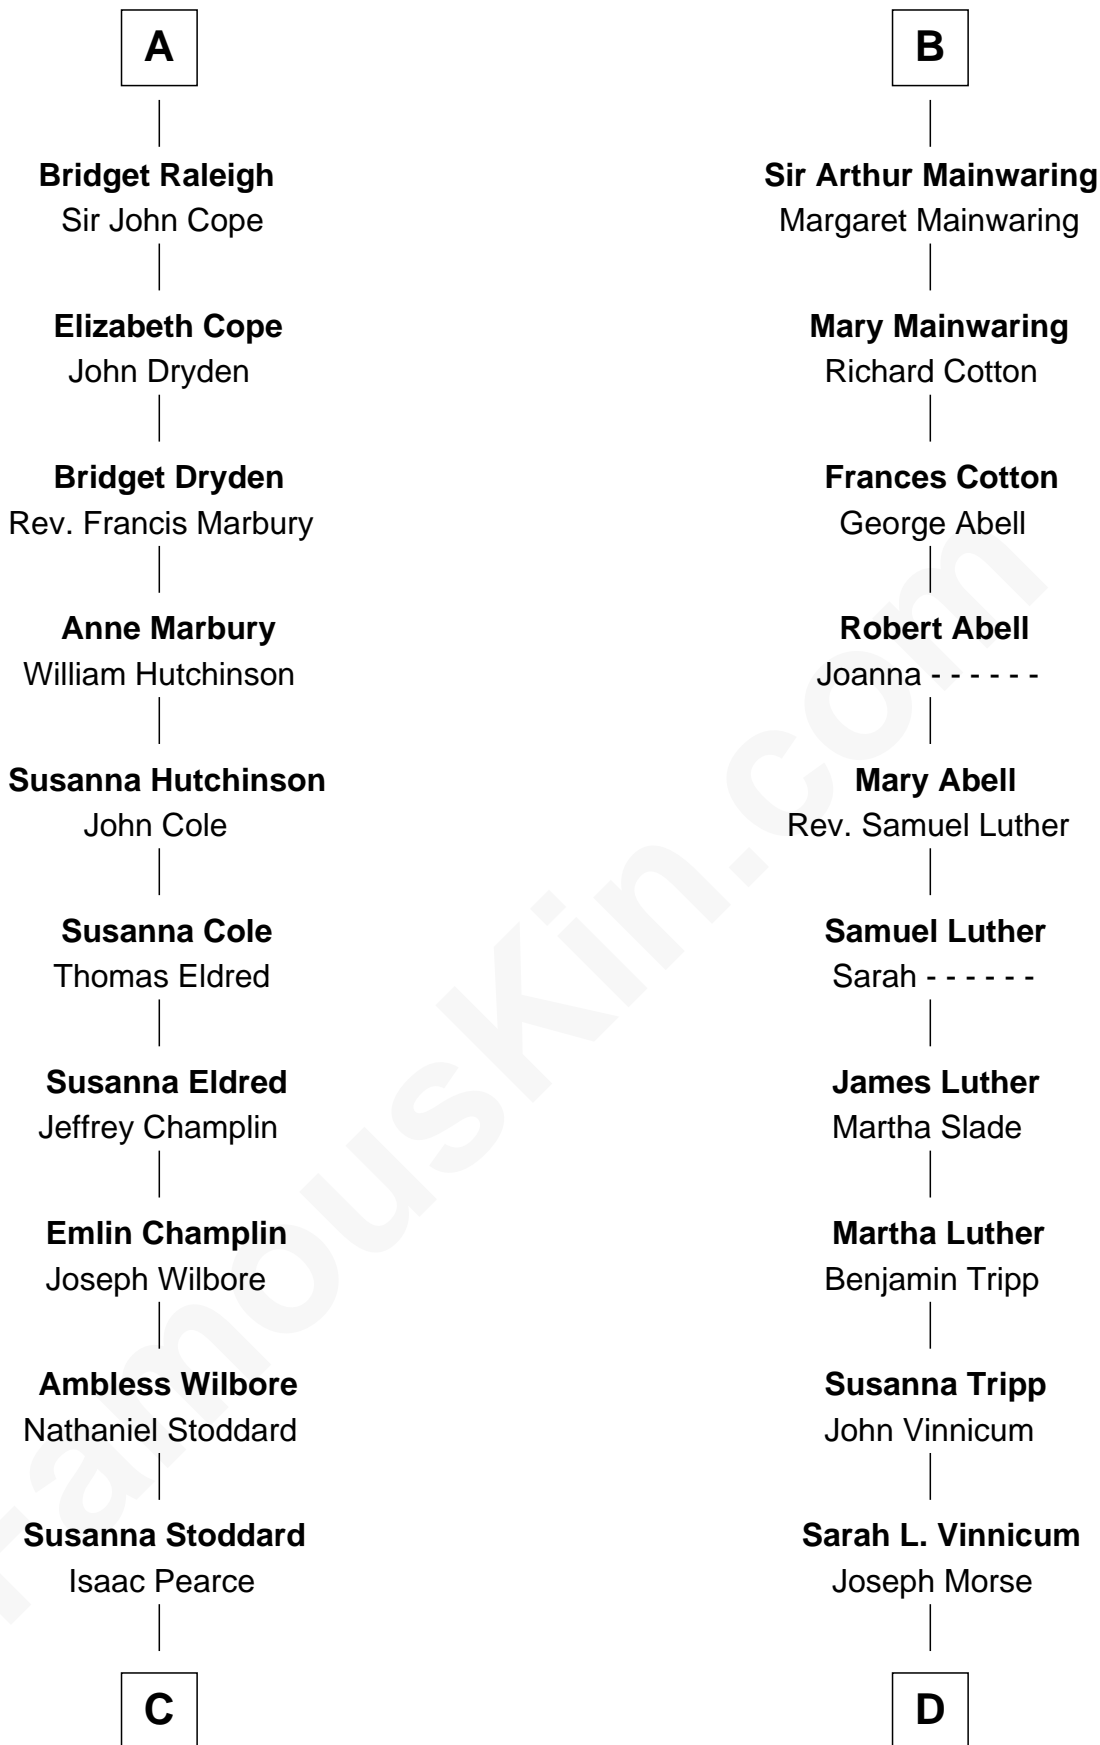 A
Bridget Raleigh
Sir John Cope
Elizabeth Cope
John Dryden
Bridget Dryden
Rev. Francis Marbury
Anne Marbury
William Hutchinson
Susanna Hutchinson
John Cole
Susanna Cole
Thomas Eldred
Susanna Eldred
Jeffrey Champlin
Emlin Champlin
Joseph Wilbore
Ambless Wilbore
Nathaniel Stoddard
Susanna Stoddard
Isaac Pearce
C
B
Sir Arthur Mainwaring
Margaret Mainwaring
Mary Mainwaring
Richard Cotton
Frances Cotton
George Abell
Robert Abell
Joanna - - - - - -
Mary Abell
Rev. Samuel Luther
Samuel Luther
Sarah - - - - - -
James Luther
Martha Slade
Martha Luther
Benjamin Tripp
Susanna Tripp
John Vinnicum
Sarah L. Vinnicum
Joseph Morse
D
FamousKin.com